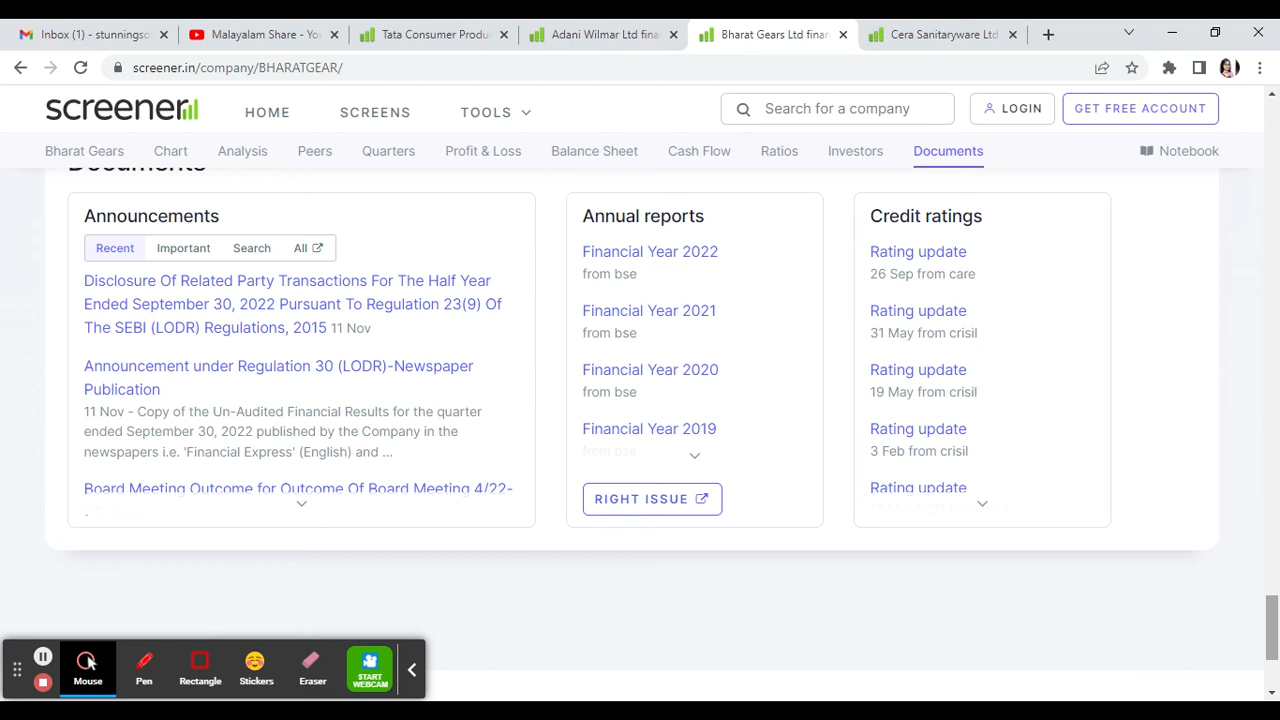 Inbox (1) - stunningso
Malayalam Share - Yo
Tata Consumer Produ
Adani Wilmar Ltd fina
Bharat Gears Ltd finan
Cera Sanitaryware Ltd
screener.in/company/BHARATGEAR/
screener
HOME
SCREENS
TOOLS
Search for a company
LOGIN
GET FREE ACCOUNT
Bharat Gears
Chart
Analysis
Peers
Quarters
Profit & Loss
Balance Sheet
Cash Flow
Ratios
Investors
Documents
Notebook
Documents
Announcements
Recent
Important
Search
All
Disclosure Of Related Party Transactions For The Half Year
Ended September 30, 2022 Pursuant To Regulation 23(9) Of
The SEBI (LODR) Regulations, 2015 11 Nov
Announcement under Regulation 30 (LODR)-Newspaper
Publication
11 Nov - Copy of the Un-Audited Financial Results for the quarter
ended September 30, 2022 published by the Company in the
newspapers i.e. 'Financial Express' (English) and ...
Board Meeting Outcome for Outcome Of Board Meeting 4/22-
Annual reports
Financial Year 2022
from bse
Financial Year 2021
from bse
Financial Year 2020
from bse
Financial Year 2019
from bse
RIGHT ISSUE
Credit ratings
Rating update
26 Sep from care
Rating update
31 May from crisil
Rating update
19 May from crisil
Rating update
3 Feb from crisil
Rating update
Mouse
Pen
Rectangle
Stickers
Eraser
START
WEBCAM